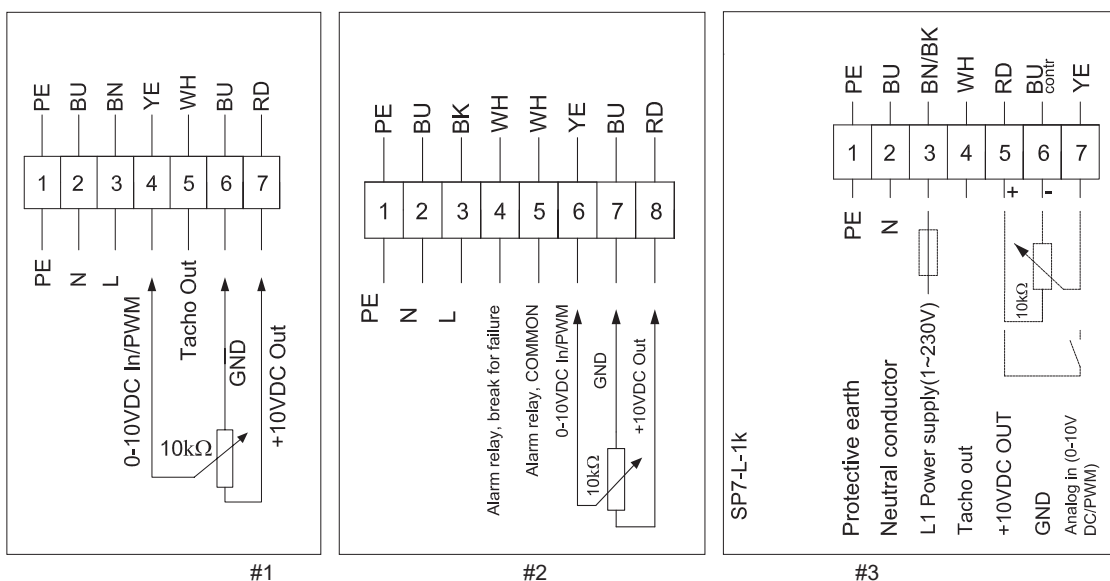 PE
BU
BN
YE
WH
BU
RD
1
2
3
4
5
6
7
PE
N
L
0-10VDC In/PWM
Tacho Out
GND
+10VDC Out
10kΩ
#1
PE
BU
BK
WH
WH
YE
BU
RD
1
2
3
4
5
6
7
8
PE
N
L
Alarm relay, break for failure
Alarm relay, COMMON
0-10VDC In/PWM
GND
+10VDC Out
10kΩ
#2
PE
BU
BN/BK
WH
RD
BU
contr
YE
1
2
3
4
5
6
7
+
-
PE
N
10kΩ
SP7-L-1k
Protective earth
Neutral conductor
L1 Power supply(1~230V)
Tacho out
+10VDC OUT
GND
Analog in (0-10V
DC/PWM)
#3